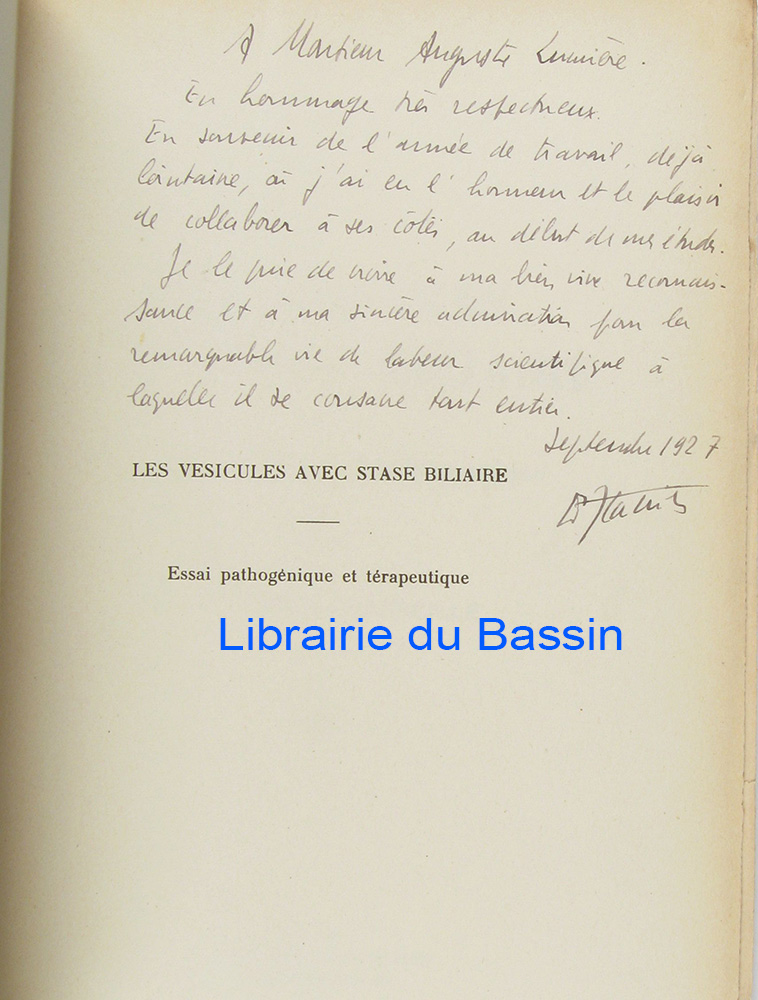 A Monsieur Auguste Lumière.
En hommage très respectueux.
En souvenir de l'année de travail, déjà
lointaine, où j'ai eu l'honneur et le plaisir
de collaborer à ses côtés, au début de mes études.
Je le prie de croire à ma bien vive reconnais-
sance et à ma sincère admiration pour la
remarquable vie de labeur scientifique à
laquelle il se consacre tout entier.
Septembre 1927
LES VESICULES AVEC STASE BILIAIRE
Essai pathogénique et térapeutique
Librairie du Bassin